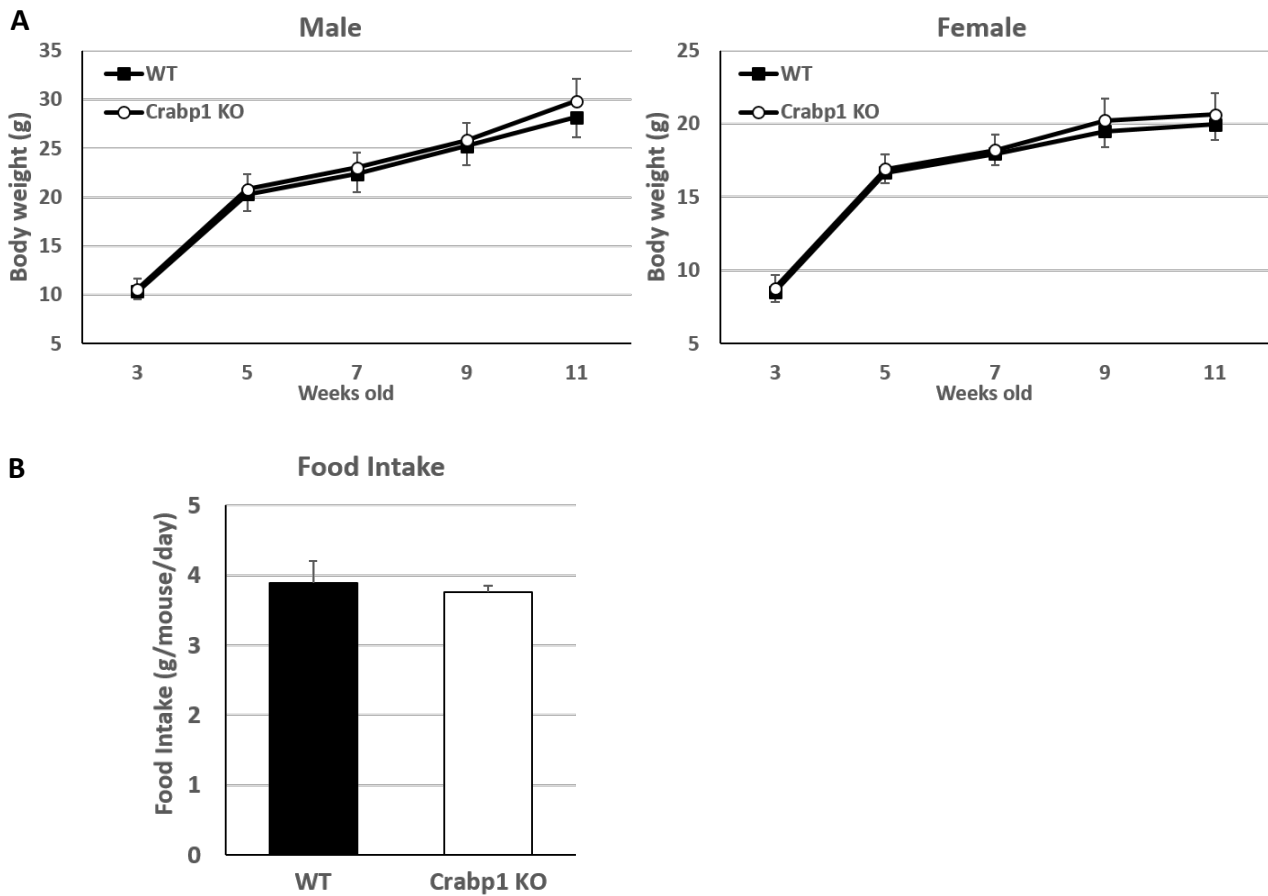 A
Male
Body weight (g)
35
30
25
20
15
10
5
WT
Crabp1 KO
3 5 7 9 11
Weeks old
Female
Body weight (g)
25
20
15
10
5
WT
Crabp1 KO
3 5 7 9 11
Weeks old
B
Food Intake
Food Intake (g/mouse/day)
5
4
3
2
1
0
WT Crabp1 KO